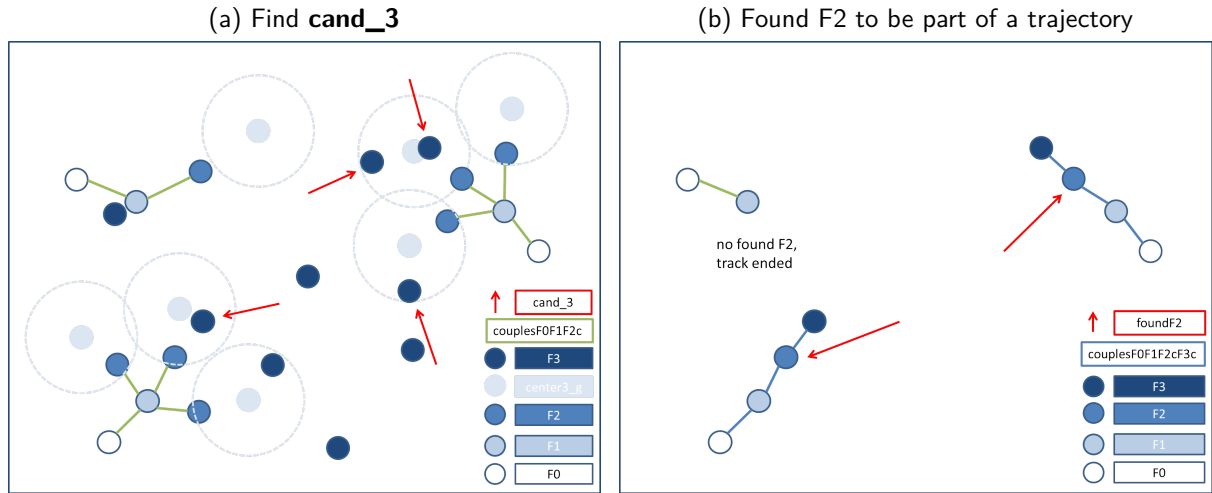 (a) Find cand_3
cand_3
couplesF0F1F2c
F3
center3_g
F2
F1
F0
(b) Found F2 to be part of a trajectory
no found F2,
track ended
foundF2
couplesF0F1F2cF3c
F3
F2
F1
F0